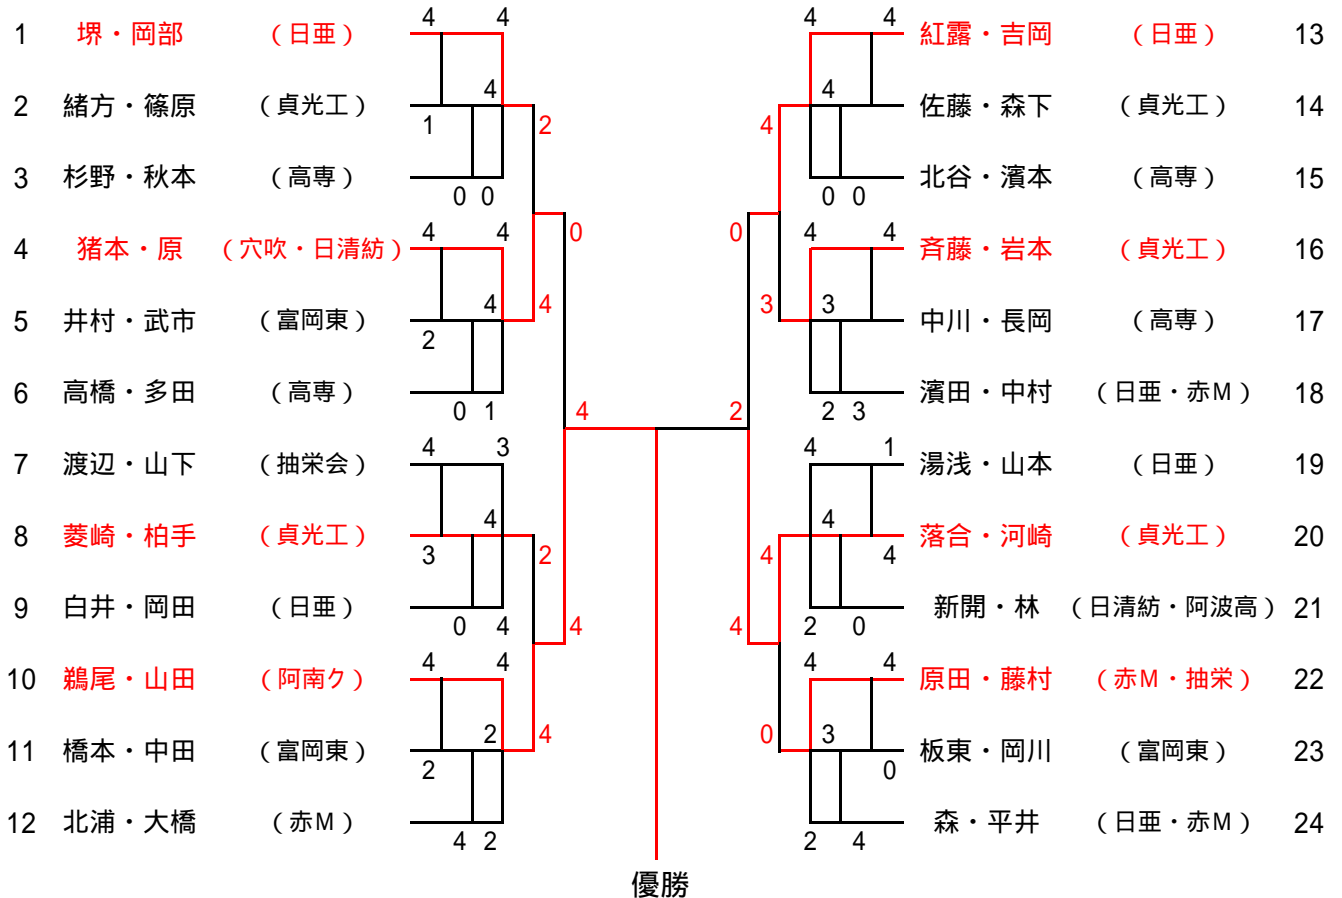 4 4 4 4
1 堺・岡部 (日亜) 紅露・吉岡 (日亜) 13
4 4
2 緒方・篠原 (貞光工) 佐藤・森下 (貞光工) 14
1 2 4
3 杉野・秋本 (高専) 北谷・濱本 (高専) 15
0 0 0 0
4 4 0 0 4 4
4 猪本・原 (穴吹・日清紡) 斉藤・岩本 (貞光工) 16
4 4 3 3
5 井村・武市 (富岡東) 中川・長岡 (高専) 17
2
6 高橋・多田 (高専) 濱田・中村 (日亜・赤M) 18
0 1 4 2 2 3
4 3 4 1
7 渡辺・山下 (抽栄会) 湯浅・山本 (日亜) 19
4 4
8 菱崎・柏手 (貞光工) 落合・河崎 (貞光工) 20
3 2 4 4
9 白井・岡田 (日亜) 新開・林 (日清紡・阿波高) 21
0 4 4 4 2 0
4 4 4 4
10 鵜尾・山田 (阿南ク) 原田・藤村 (赤M・抽栄) 22
2 4 0 3
11 橋本・中田 (富岡東) 板東・岡川 (富岡東) 23
2 0
12 北浦・大橋 (赤M) 森・平井 (日亜・赤M) 24
4 2 2 4
優勝